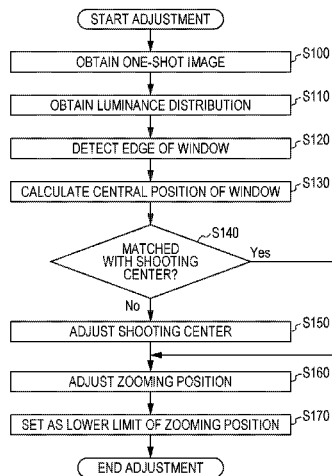 START ADJUSTMENT
S100
OBTAIN ONE-SHOT IMAGE
S110
OBTAIN LUMINANCE DISTRIBUTION
S120
DETECT EDGE OF WINDOW
S130
CALCULATE CENTRAL POSITION OF WINDOW
S140
MATCHED
WITH SHOOTING
CENTER?
Yes
No
S150
ADJUST SHOOTING CENTER
S160
ADJUST ZOOMING POSITION
S170
SET AS LOWER LIMIT OF ZOOMING POSITION
END ADJUSTMENT